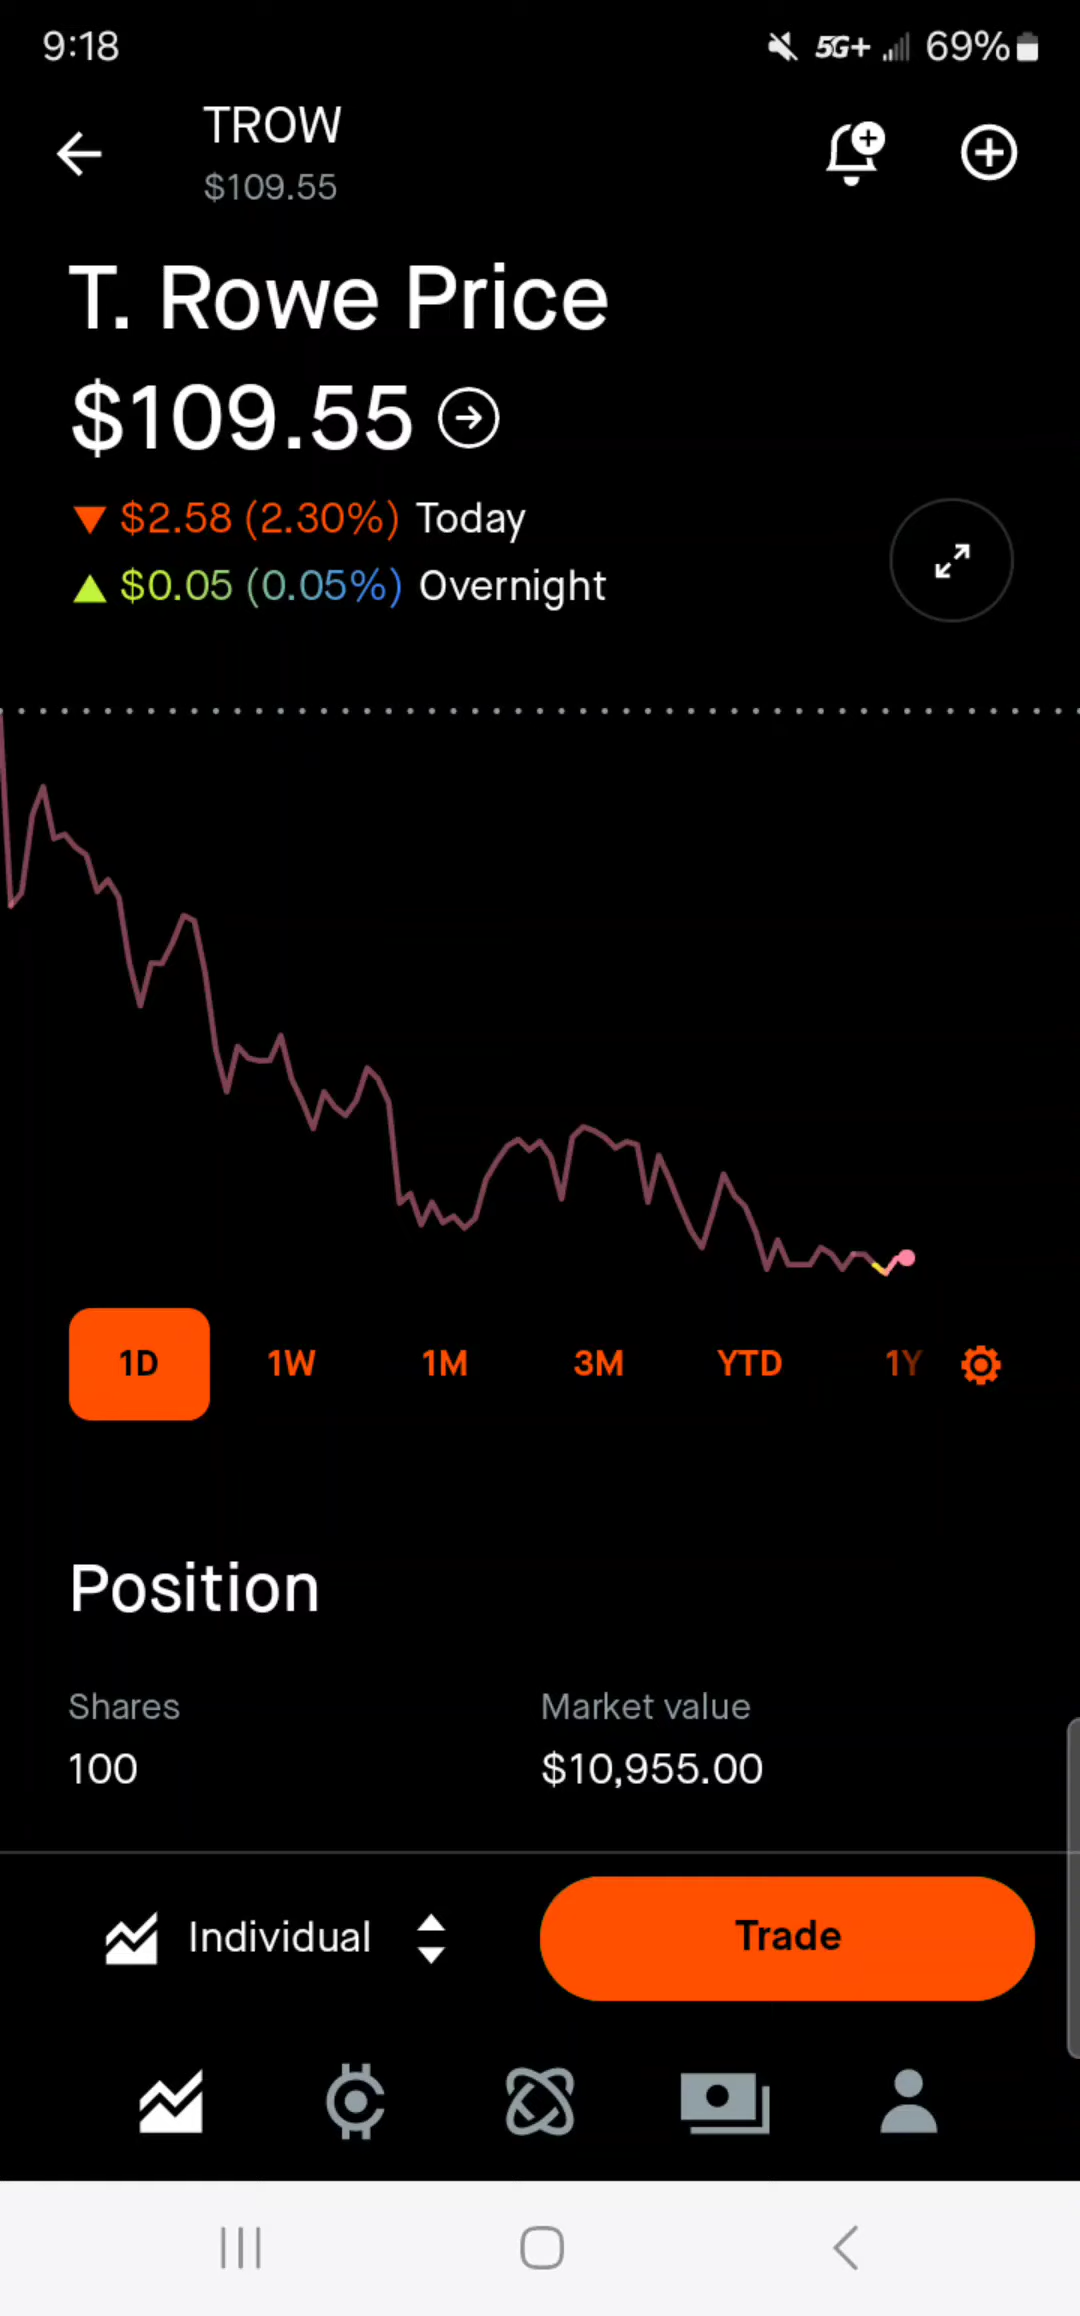 9:18 5G+ 69%
TROW
$109.55
T. Rowe Price
$109.55
$2.58 (2.30%) Today
$0.05 (0.05%) Overnight
1D 1W 1M 3M YTD 1Y
Position
Shares Market value
100 $10,955.00
Individual Trade